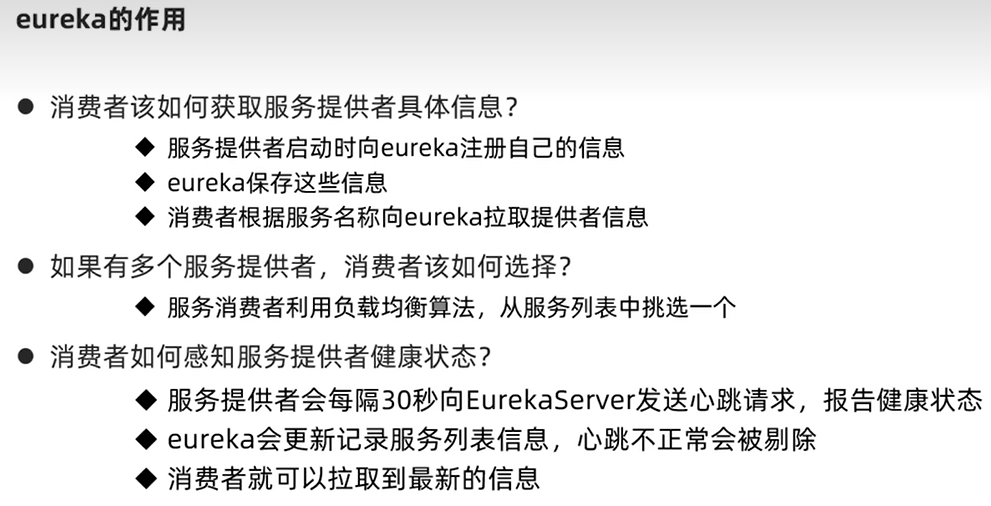 eureka的作用
● 消费者该如何获取服务提供者具体信息？
◆ 服务提供者启动时向eureka注册自己的信息
◆ eureka保存这些信息
◆ 消费者根据服务名称向eureka拉取提供者信息
● 如果有多个服务提供者，消费者该如何选择？
◆ 服务消费者利用负载均衡算法，从服务列表中挑选一个
● 消费者如何感知服务提供者健康状态？
◆ 服务提供者会每隔30秒向EurekaServer发送心跳请求，报告健康状态
◆ eureka会更新记录服务列表信息，心跳不正常会被剔除
◆ 消费者就可以拉取到最新的信息